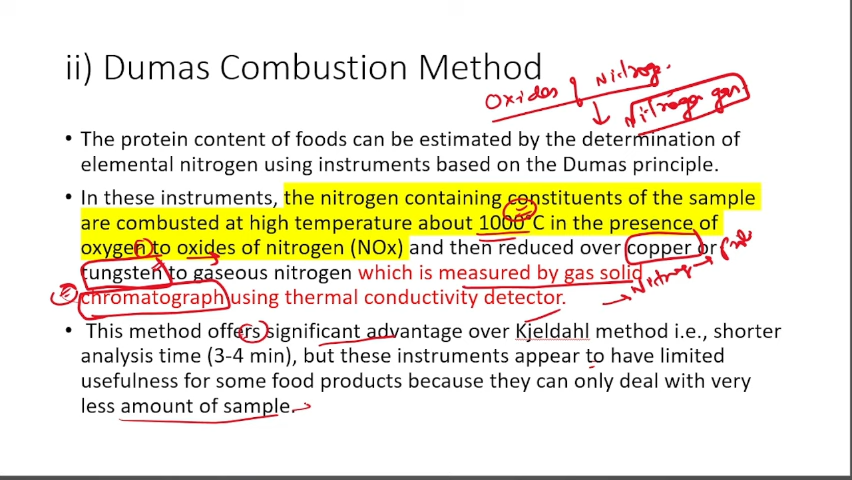 ii) Dumas Combustion Method
Oxides of Nitroge.
Nitrogen gas.
• The protein content of foods can be estimated by the determination of
elemental nitrogen using instruments based on the Dumas principle.
• In these instruments, the nitrogen containing constituents of the sample
are combusted at high temperature about 1000°C in the presence of
oxygen to oxides of nitrogen (NOx) and then reduced over copper or
tungsten to gaseous nitrogen which is measured by gas solid
chromatograph using thermal conductivity detector.
Nitrog →
• This method offers significant advantage over Kjeldahl method i.e., shorter
analysis time (3-4 min), but these instruments appear to have limited
usefulness for some food products because they can only deal with very
less amount of sample.